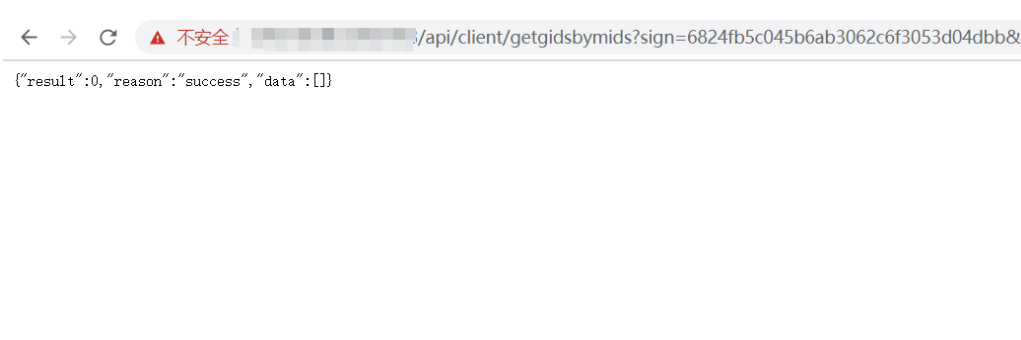 不安全 /api/client/getgidsbymids?sign=6824fb5c045b6ab3062c6f3053d04dbb&
{"result":0,"reason":"success","data":[]}